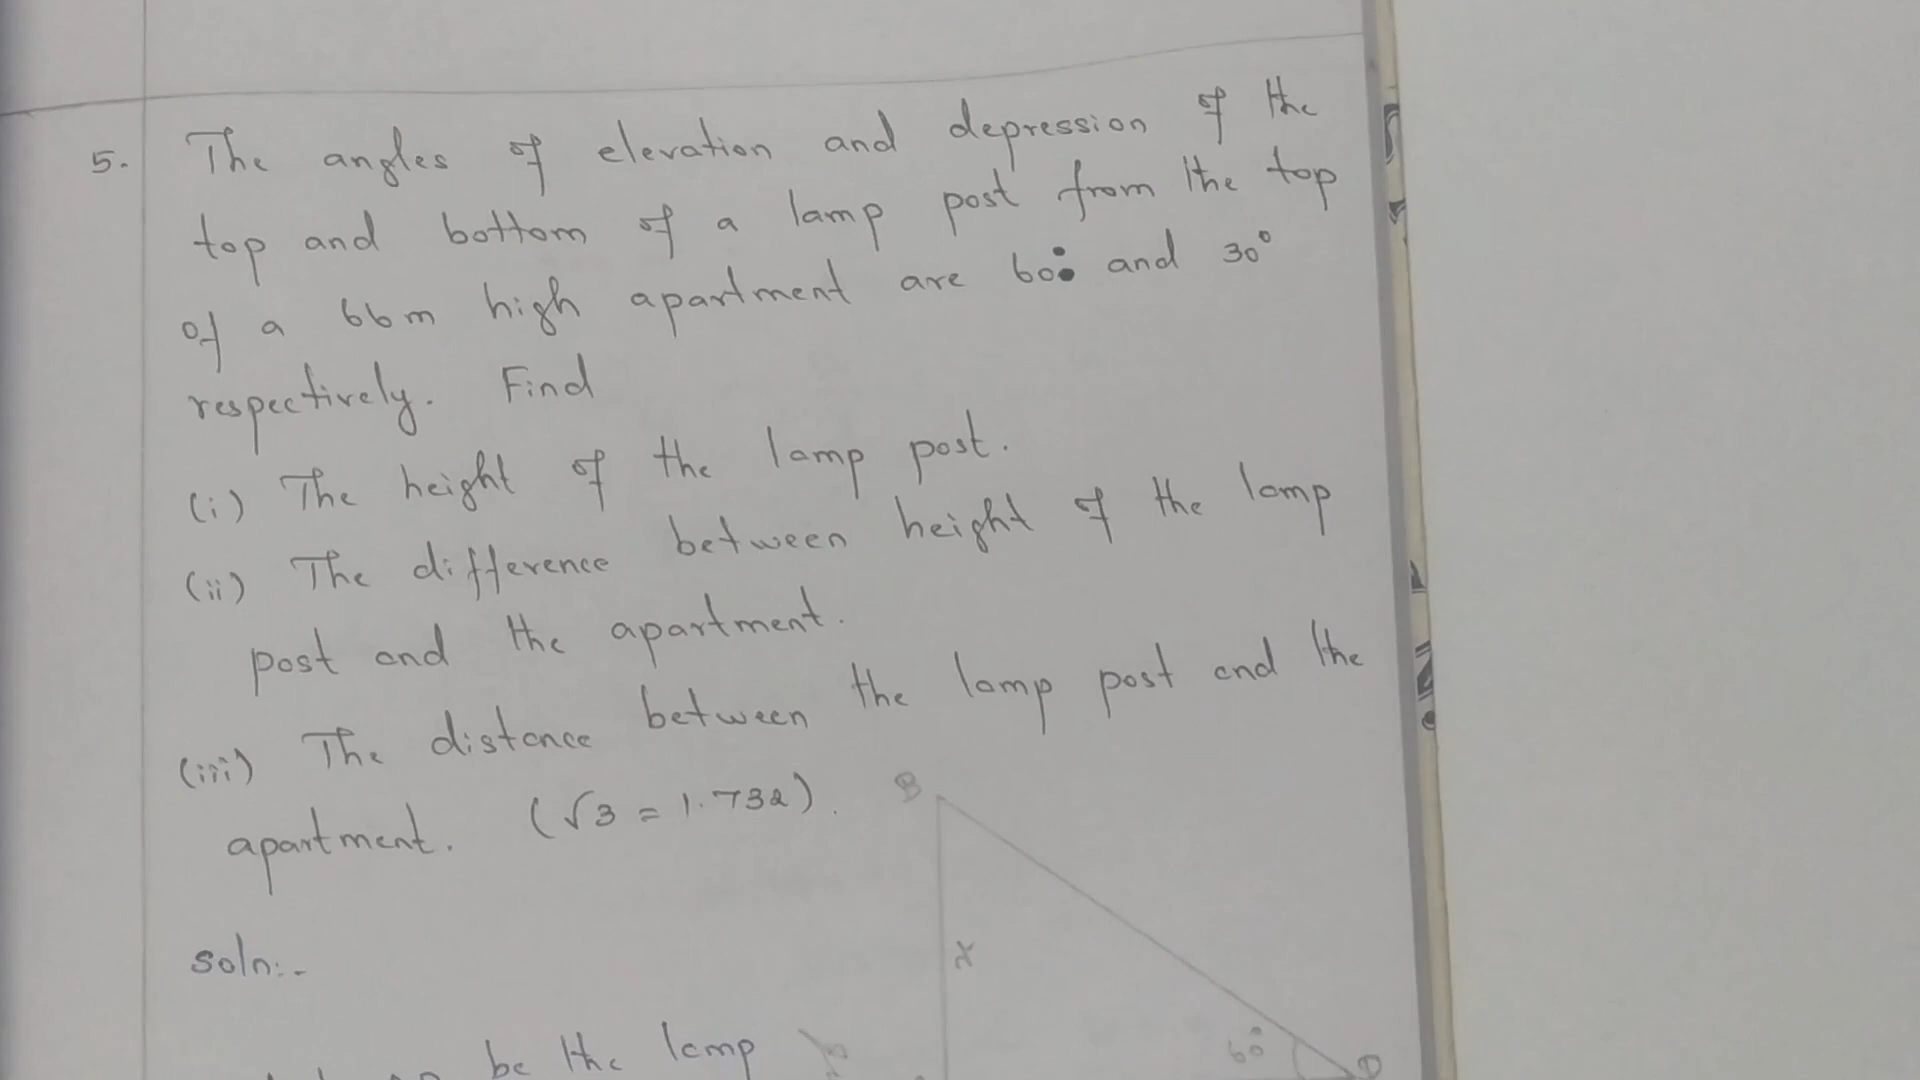 5. The angles of elevation and depression of the
top and bottom of a lamp post from the top
of a 66m high apartment are 60° and 30°
respectively. Find
(i) The height of the lamp post.
(ii) The difference between height of the lamp
post and the apartment.
(iii) The distance between the lamp post and the
apartment. (√3 = 1.732).
B
soln:-
x
60°
D
be the lamp